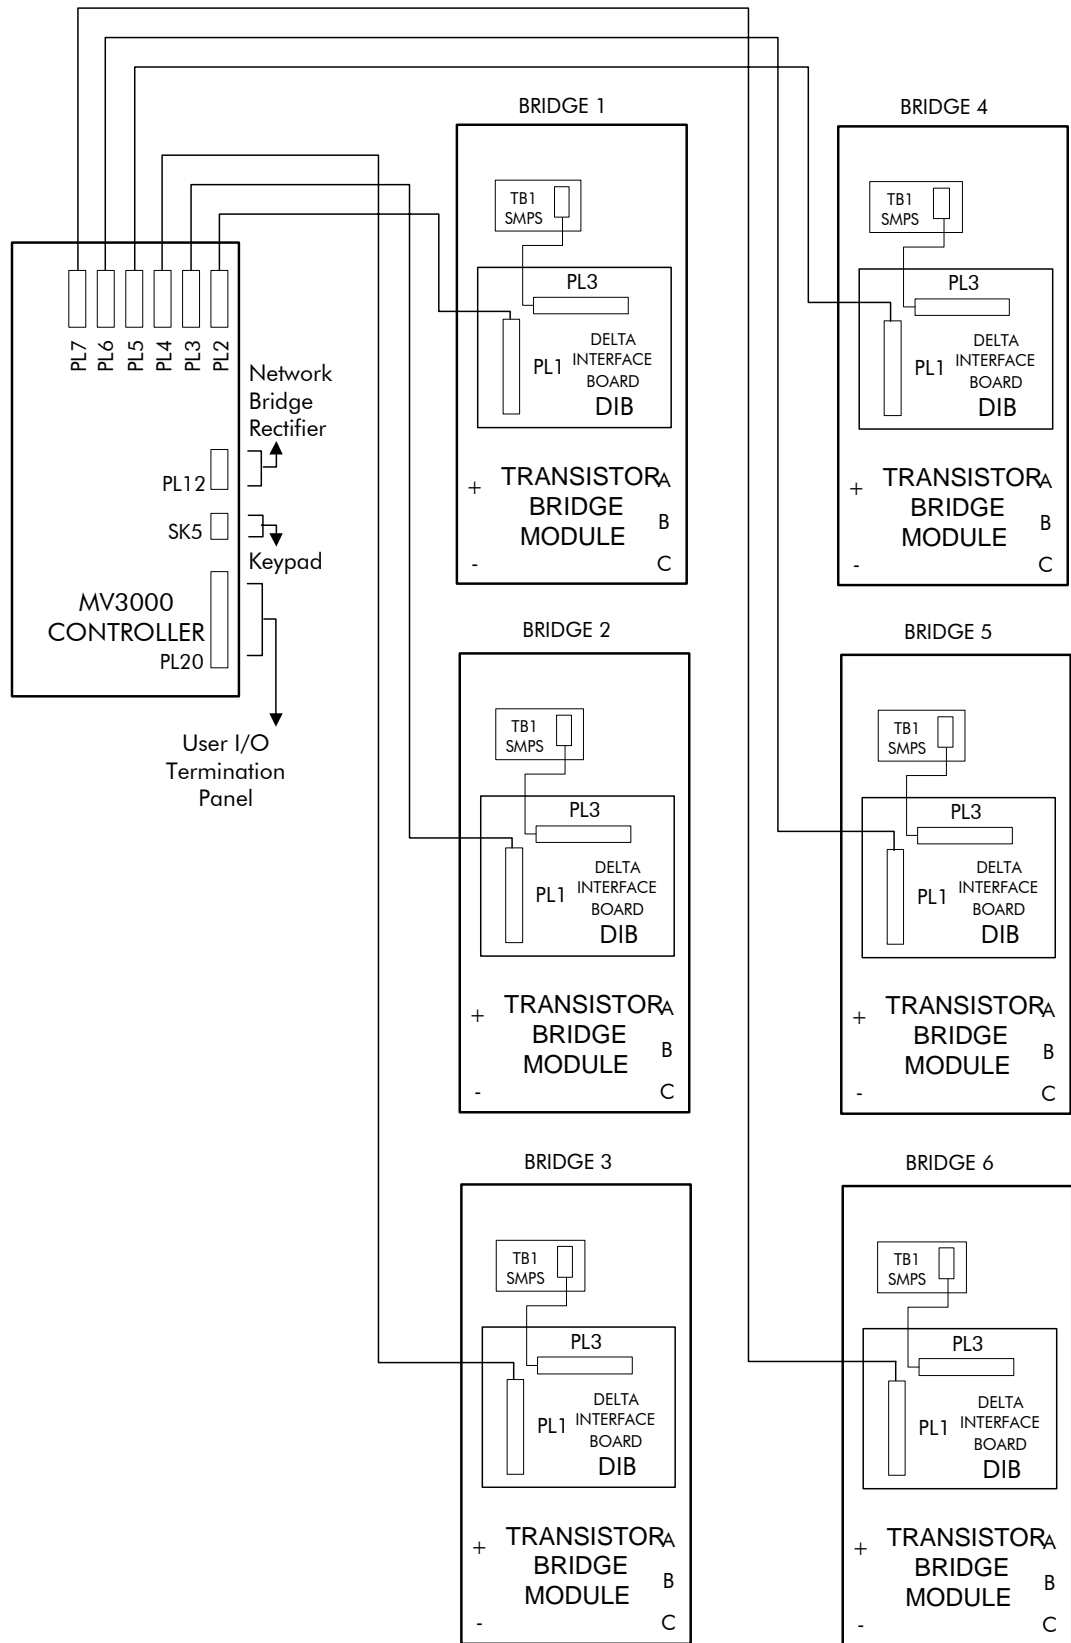 BRIDGE 1
BRIDGE 4
TB1
SMPS
PL3
PL1
DELTA
INTERFACE
BOARD
DIB
+
-
TRANSISTOR
BRIDGE
MODULE
A
B
C
TB1
SMPS
PL3
PL1
DELTA
INTERFACE
BOARD
DIB
+
-
TRANSISTOR
BRIDGE
MODULE
A
B
C
PL7
PL6
PL5
PL4
PL3
PL2
Network
Bridge
Rectifier
PL12
SK5
Keypad
MV3000
CONTROLLER
PL20
User I/O
Termination
Panel
BRIDGE 2
BRIDGE 5
TB1
SMPS
PL3
PL1
DELTA
INTERFACE
BOARD
DIB
+
-
TRANSISTOR
BRIDGE
MODULE
A
B
C
TB1
SMPS
PL3
PL1
DELTA
INTERFACE
BOARD
DIB
+
-
TRANSISTOR
BRIDGE
MODULE
A
B
C
BRIDGE 3
BRIDGE 6
TB1
SMPS
PL3
PL1
DELTA
INTERFACE
BOARD
DIB
+
-
TRANSISTOR
BRIDGE
MODULE
A
B
C
TB1
SMPS
PL3
PL1
DELTA
INTERFACE
BOARD
DIB
+
-
TRANSISTOR
BRIDGE
MODULE
A
B
C